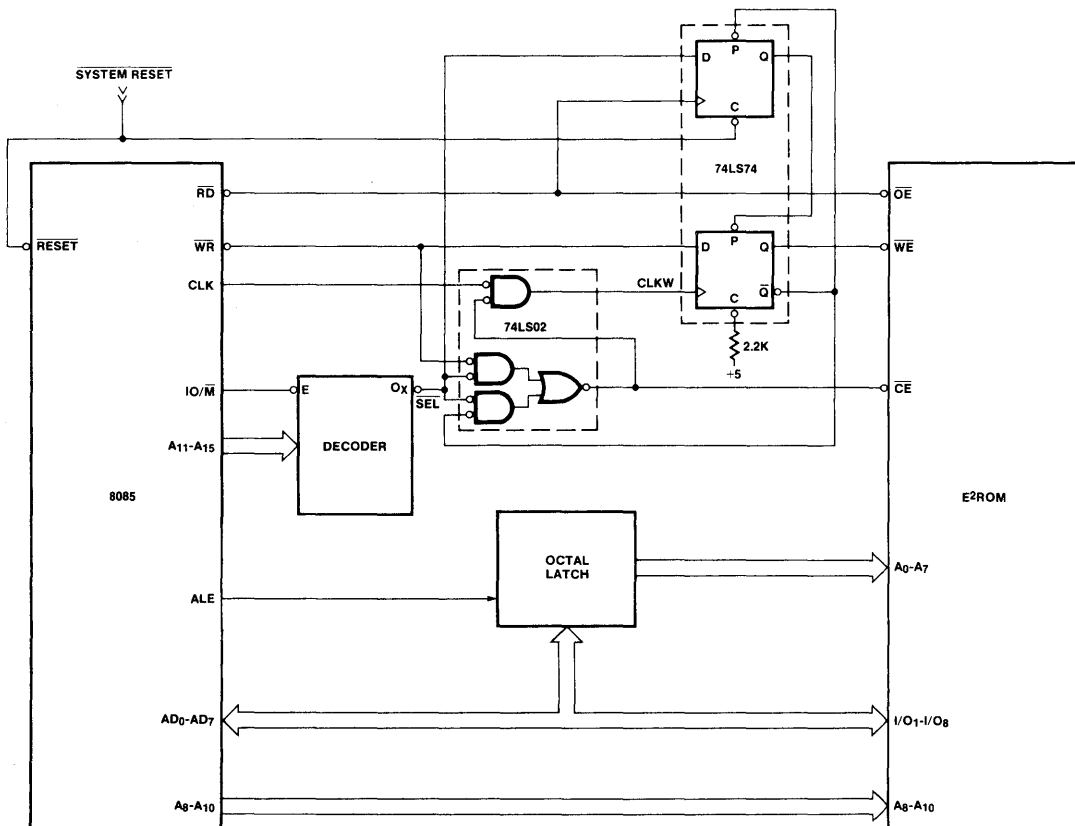 SYSTEM RESET
P
D
Q
C
74LS74
RD
OE
RESET
WR
P
D
Q
WE
CLK
CLKW
Q
C
74LS02
2.2K
+5
IO/M
E
OX
SEL
CE
A11-A15
DECODER
8085
E2ROM
OCTAL
LATCH
A0-A7
ALE
AD0-AD7
I/O1-I/O8
A8-A10
A8-A10